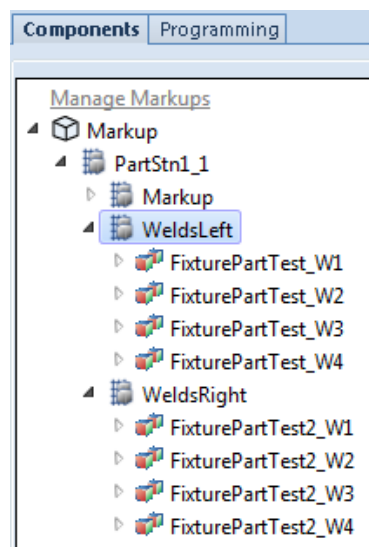 Components Programming
Manage Markups
Markup
PartStn1_1
Markup
WeldsLeft
FixturePartTest_W1
FixturePartTest_W2
FixturePartTest_W3
FixturePartTest_W4
WeldsRight
FixturePartTest2_W1
FixturePartTest2_W2
FixturePartTest2_W3
FixturePartTest2_W4